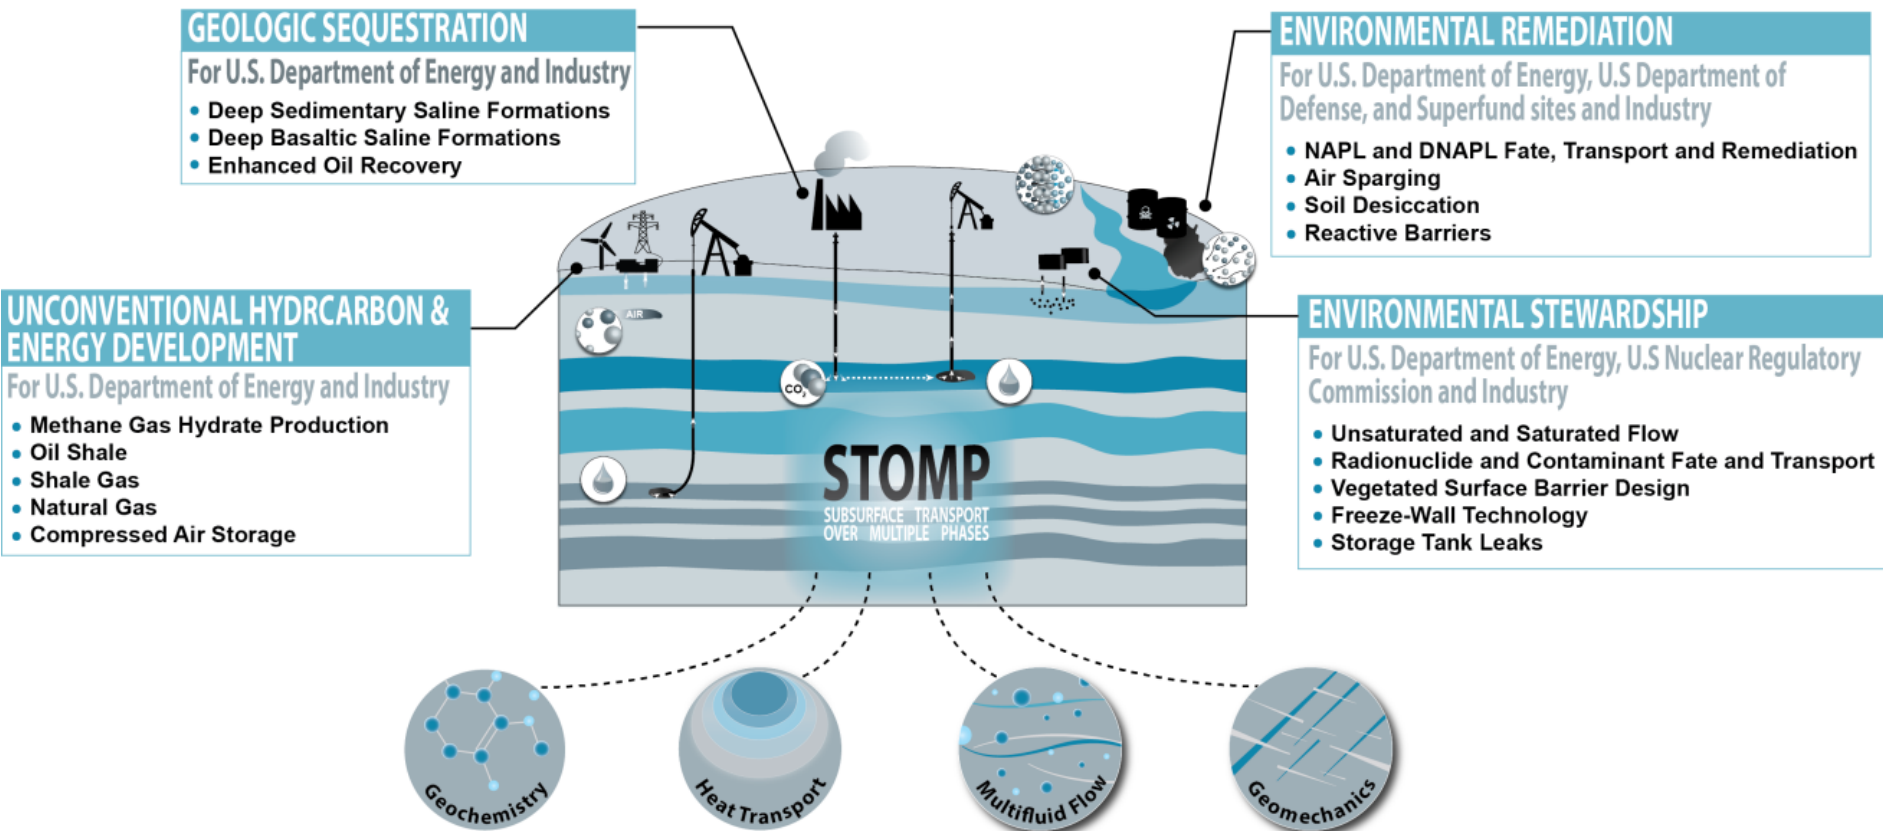 GEOLOGIC SEQUESTRATION
For U.S. Department of Energy and Industry
• Deep Sedimentary Saline Formations
• Deep Basaltic Saline Formations
• Enhanced Oil Recovery
ENVIRONMENTAL REMEDIATION
For U.S. Department of Energy, U.S Department of
Defense, and Superfund sites and Industry
• NAPL and DNAPL Fate, Transport and Remediation
• Air Sparging
• Soil Desiccation
• Reactive Barriers
UNCONVENTIONAL HYDRCARBON &
ENERGY DEVELOPMENT
For U.S. Department of Energy and Industry
• Methane Gas Hydrate Production
• Oil Shale
• Shale Gas
• Natural Gas
• Compressed Air Storage
ENVIRONMENTAL STEWARDSHIP
For U.S. Department of Energy, U.S Nuclear Regulatory
Commission and Industry
• Unsaturated and Saturated Flow
• Radionuclide and Contaminant Fate and Transport
• Vegetated Surface Barrier Design
• Freeze-Wall Technology
• Storage Tank Leaks
AIR
CO₂
STOMP
SUBSURFACE TRANSPORT
OVER MULTIPLE PHASES
Geochemistry
Heat Transport
Multifluid Flow
Geomechanics